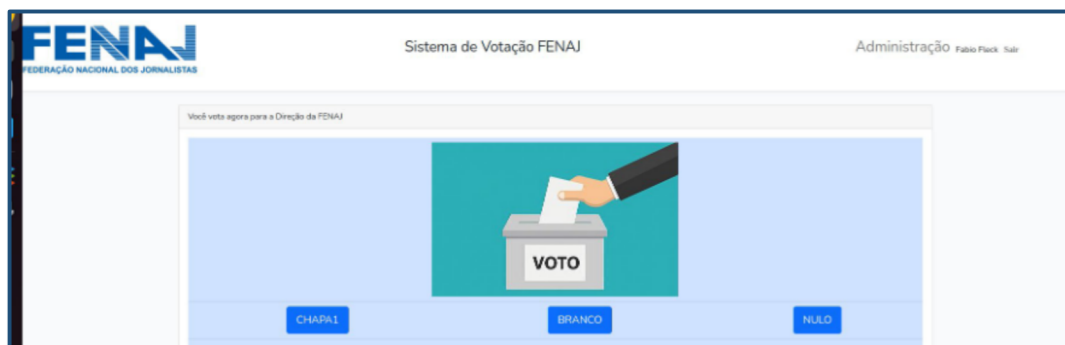 FENAJ
FEDERAÇÃO NACIONAL DOS JORNALISTAS
Sistema de Votação FENAJ
Administração Fabio Fleck Sair
Você vota agora para a Direção da FENAJ
VOTO
CHAPA1 BRANCO NULO